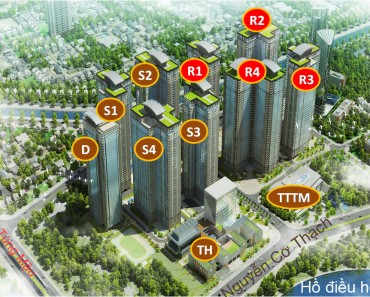 R2
S2
R1
R4
R3
S1
S3
D
S4
TTTM
TH
Nguyễn Cơ Thạch
Hồ điều h